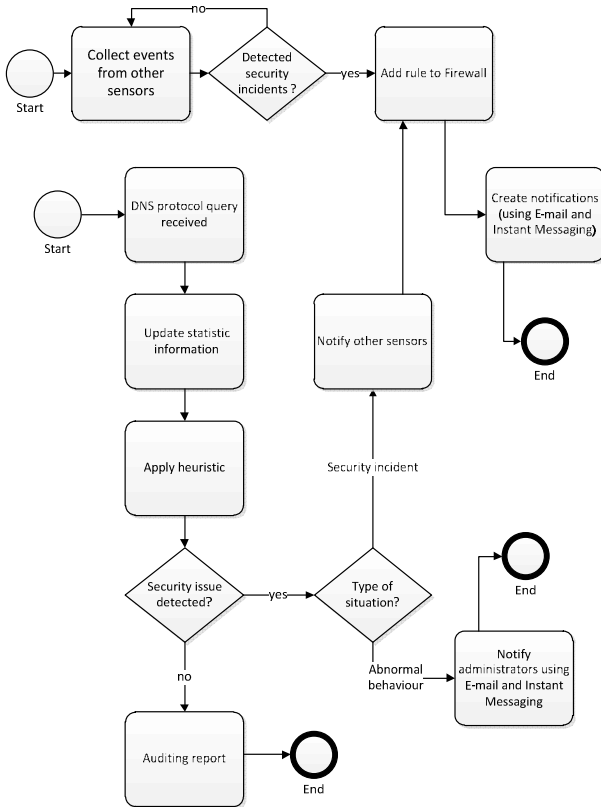 no
Collect events
from other
sensors
Detected
security
incidents ?
yes
Add rule to Firewall
Start
DNS protocol query
received
Create notifications
(using E-mail and
Instant Messaging)
Start
Update statistic
information
Notify other sensors
End
Apply heuristic
Security incident
Security issue
detected?
yes
Type of
situation?
End
no
Abnormal
behaviour
Notify
administrators using
E-mail and Instant
Messaging
Auditing report
End